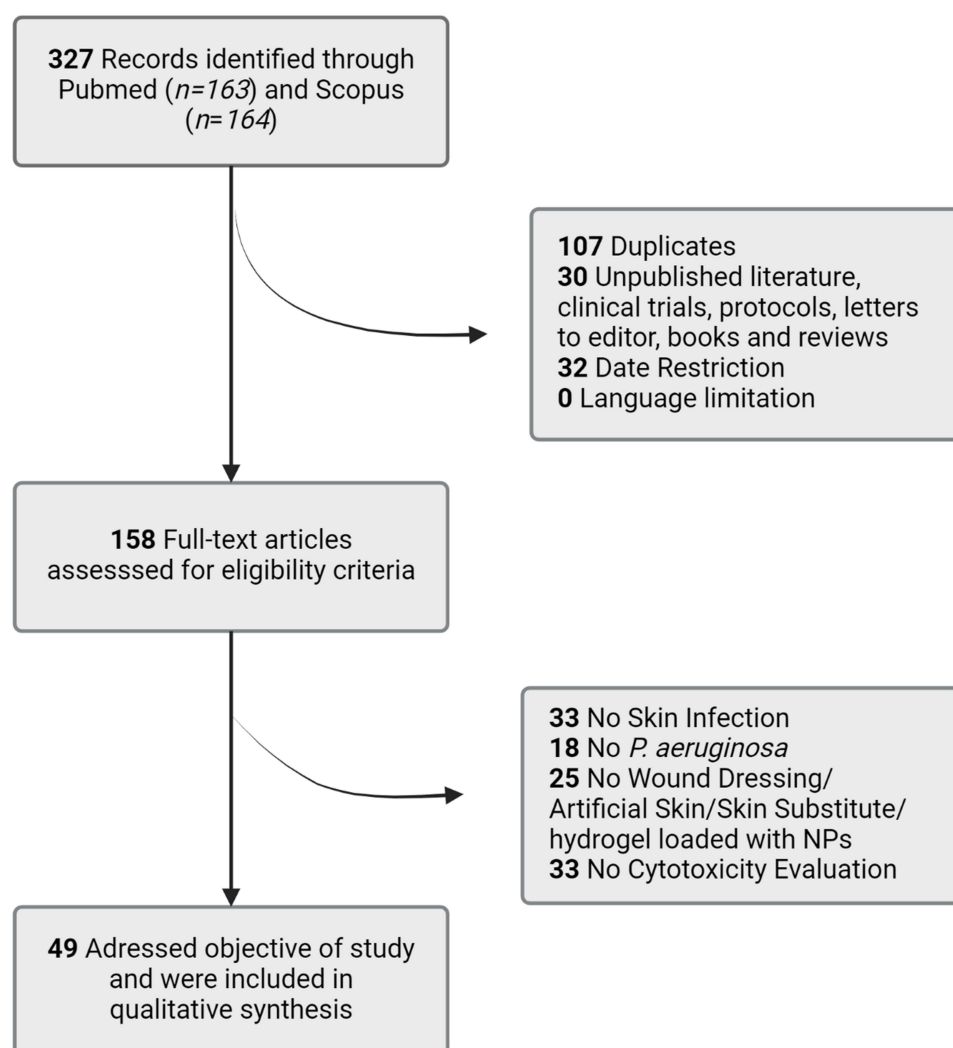 327 Records identified through
Pubmed (n=163) and Scopus
(n=164)
107 Duplicates
30 Unpublished literature,
clinical trials, protocols, letters
to editor, books and reviews
32 Date Restriction
0 Language limitation
158 Full-text articles
assesssed for eligibility criteria
33 No Skin Infection
18 No P. aeruginosa
25 No Wound Dressing/
Artificial Skin/Skin Substitute/
hydrogel loaded with NPs
33 No Cytotoxicity Evaluation
49 Adressed objective of study
and were included in
qualitative synthesis